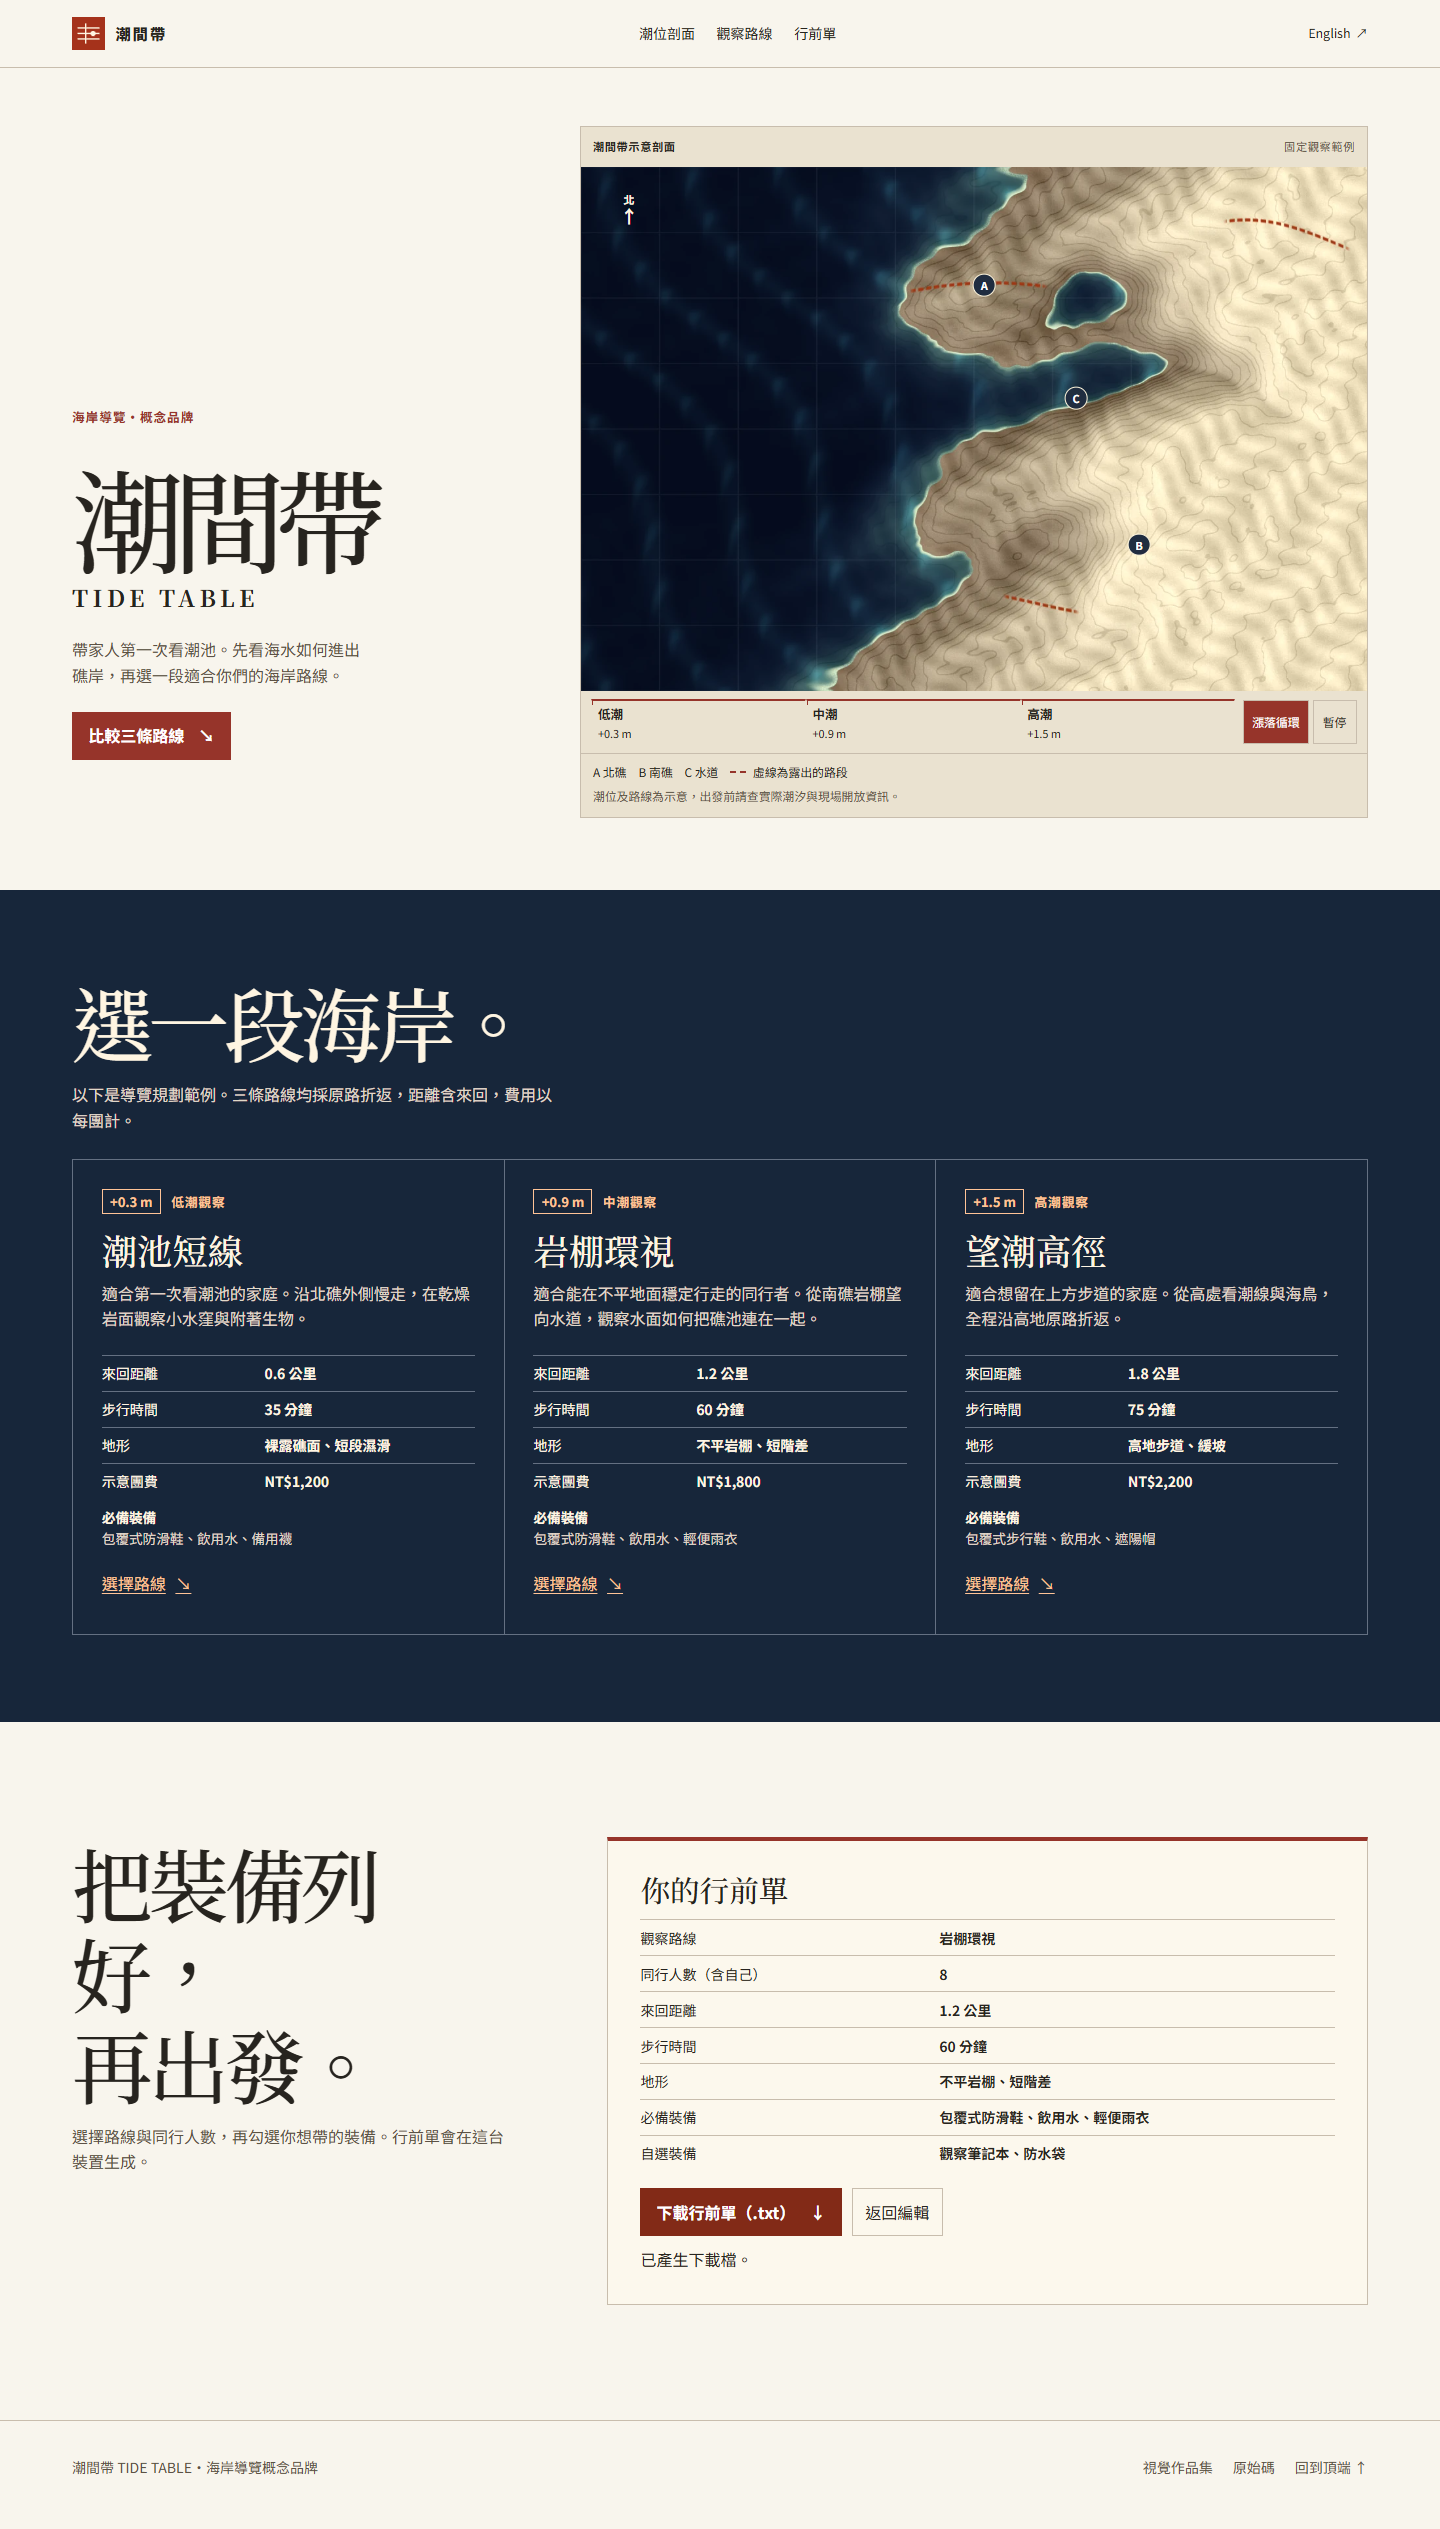 潮間帶
潮位剖面 觀察路線 行前單
English ↗
潮間帶示意剖面 固定觀察範例
北
↑
A
C
B
海岸導覽・概念品牌
潮間帶
TIDE TABLE
帶家人第一次看潮池。先看海水如何進出
礁岸，再選一段適合你們的海岸路線。
比較三條路線 ↘
低潮
+0.3 m
中潮
+0.9 m
高潮
+1.5 m
漲落循環 暫停
A 北礁 B 南礁 C 水道 虛線為露出的路段
潮位及路線為示意，出發前請查實際潮汐與現場開放資訊。
選一段海岸。
以下是導覽規劃範例。三條路線均採原路折返，距離含來回，費用以
每團計。
+0.3 m 低潮觀察
潮池短線
適合第一次看潮池的家庭。沿北礁外側慢走，在乾燥
岩面觀察小水窪與附著生物。
來回距離 0.6 公里
步行時間 35 分鐘
地形 裸露礁面、短段濕滑
示意團費 NT$1,200
必備裝備
包覆式防滑鞋、飲用水、備用襪
選擇路線 ↘
+0.9 m 中潮觀察
岩棚環視
適合能在不平地面穩定行走的同行者。從南礁岩棚望
向水道，觀察水面如何把礁池連在一起。
來回距離 1.2 公里
步行時間 60 分鐘
地形 不平岩棚、短階差
示意團費 NT$1,800
必備裝備
包覆式防滑鞋、飲用水、輕便雨衣
選擇路線 ↘
+1.5 m 高潮觀察
望潮高徑
適合想留在上方步道的家庭。從高處看潮線與海鳥，
全程沿高地原路折返。
來回距離 1.8 公里
步行時間 75 分鐘
地形 高地步道、緩坡
示意團費 NT$2,200
必備裝備
包覆式步行鞋、飲用水、遮陽帽
選擇路線 ↘
把裝備列
好，
再出發。
選擇路線與同行人數，再勾選你想帶的裝備。行前單會在這台
裝置生成。
你的行前單
觀察路線 岩棚環視
同行人數（含自己） 8
來回距離 1.2 公里
步行時間 60 分鐘
地形 不平岩棚、短階差
必備裝備 包覆式防滑鞋、飲用水、輕便雨衣
自選裝備 觀察筆記本、防水袋
下載行前單（.txt） ↓ 返回編輯
已產生下載檔。
潮間帶 TIDE TABLE・海岸導覽概念品牌
視覺作品集 原始碼 回到頂端 ↑